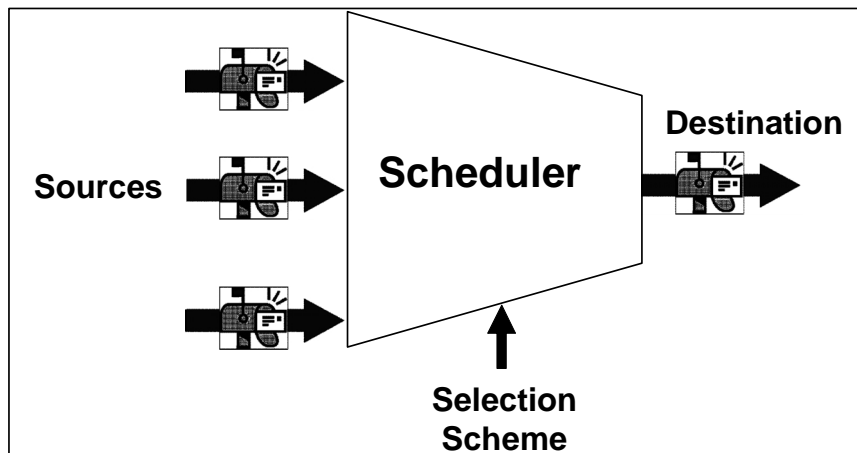 Destination
Scheduler
Sources
Selection
Scheme